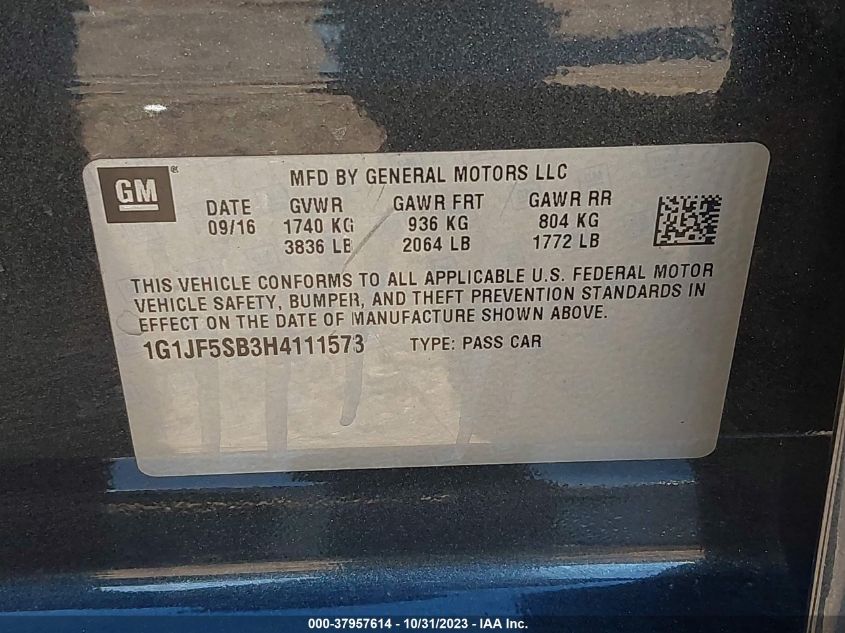 GM ®
MFD BY GENERAL MOTORS LLC
DATE GVWR GAWR FRT GAWR RR
09/16 1740 KG 936 KG 804 KG
3836 LB 2064 LB 1772 LB
THIS VEHICLE CONFORMS TO ALL APPLICABLE U.S. FEDERAL MOTOR
VEHICLE SAFETY, BUMPER, AND THEFT PREVENTION STANDARDS IN
EFFECT ON THE DATE OF MANUFACTURE SHOWN ABOVE.
1G1JF5SB3H4111573 TYPE: PASS CAR
000-37957614 - 10/31/2023 - IAA Inc.